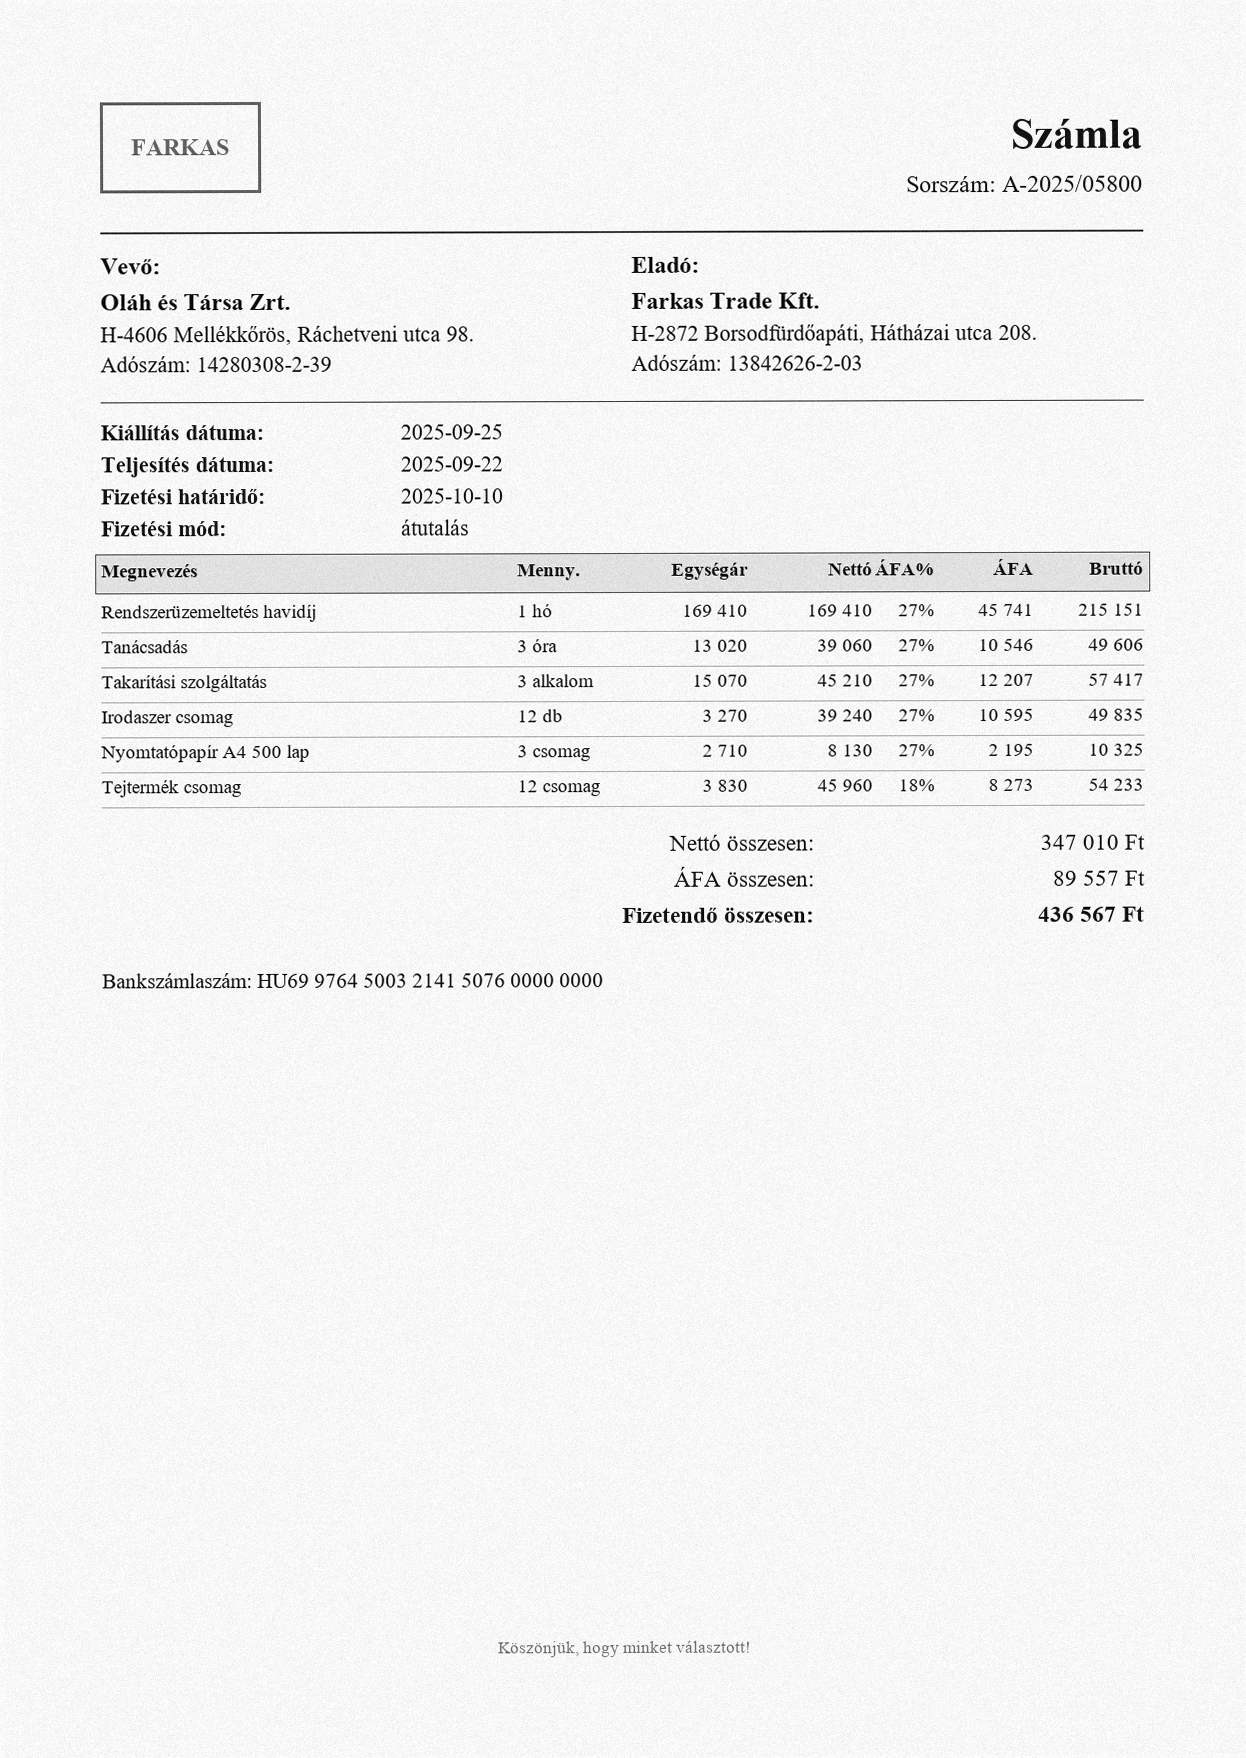 FARKAS
Számla
Sorszám: A-2025/05800
Vevő:
Oláh és Társa Zrt.
H-4606 Mellékkőrös, Ráchetveni utca 98.
Adószám: 14280308-2-39
Eladó:
Farkas Trade Kft.
H-2872 Borsodfürdőapáti, Hátházai utca 208.
Adószám: 13842626-2-03
Kiállítás dátuma: 2025-09-25
Teljesítés dátuma: 2025-09-22
Fizetési határidő: 2025-10-10
Fizetési mód: átutalás
Megnevezés Menny. Egységár Nettó ÁFA% ÁFA Bruttó
Rendszerüzemeltetés havidíj 1 hó 169 410 169 410 27% 45 741 215 151
Tanácsadás 3 óra 13 020 39 060 27% 10 546 49 606
Takarítási szolgáltatás 3 alkalom 15 070 45 210 27% 12 207 57 417
Irodaszer csomag 12 db 3 270 39 240 27% 10 595 49 835
Nyomtatópapír A4 500 lap 3 csomag 2 710 8 130 27% 2 195 10 325
Tejtermék csomag 12 csomag 3 830 45 960 18% 8 273 54 233
Nettó összesen: 347 010 Ft
ÁFA összesen: 89 557 Ft
Fizetendő összesen: 436 567 Ft
Bankszámlaszám: HU69 9764 5003 2141 5076 0000 0000
Köszönjük, hogy minket választott!